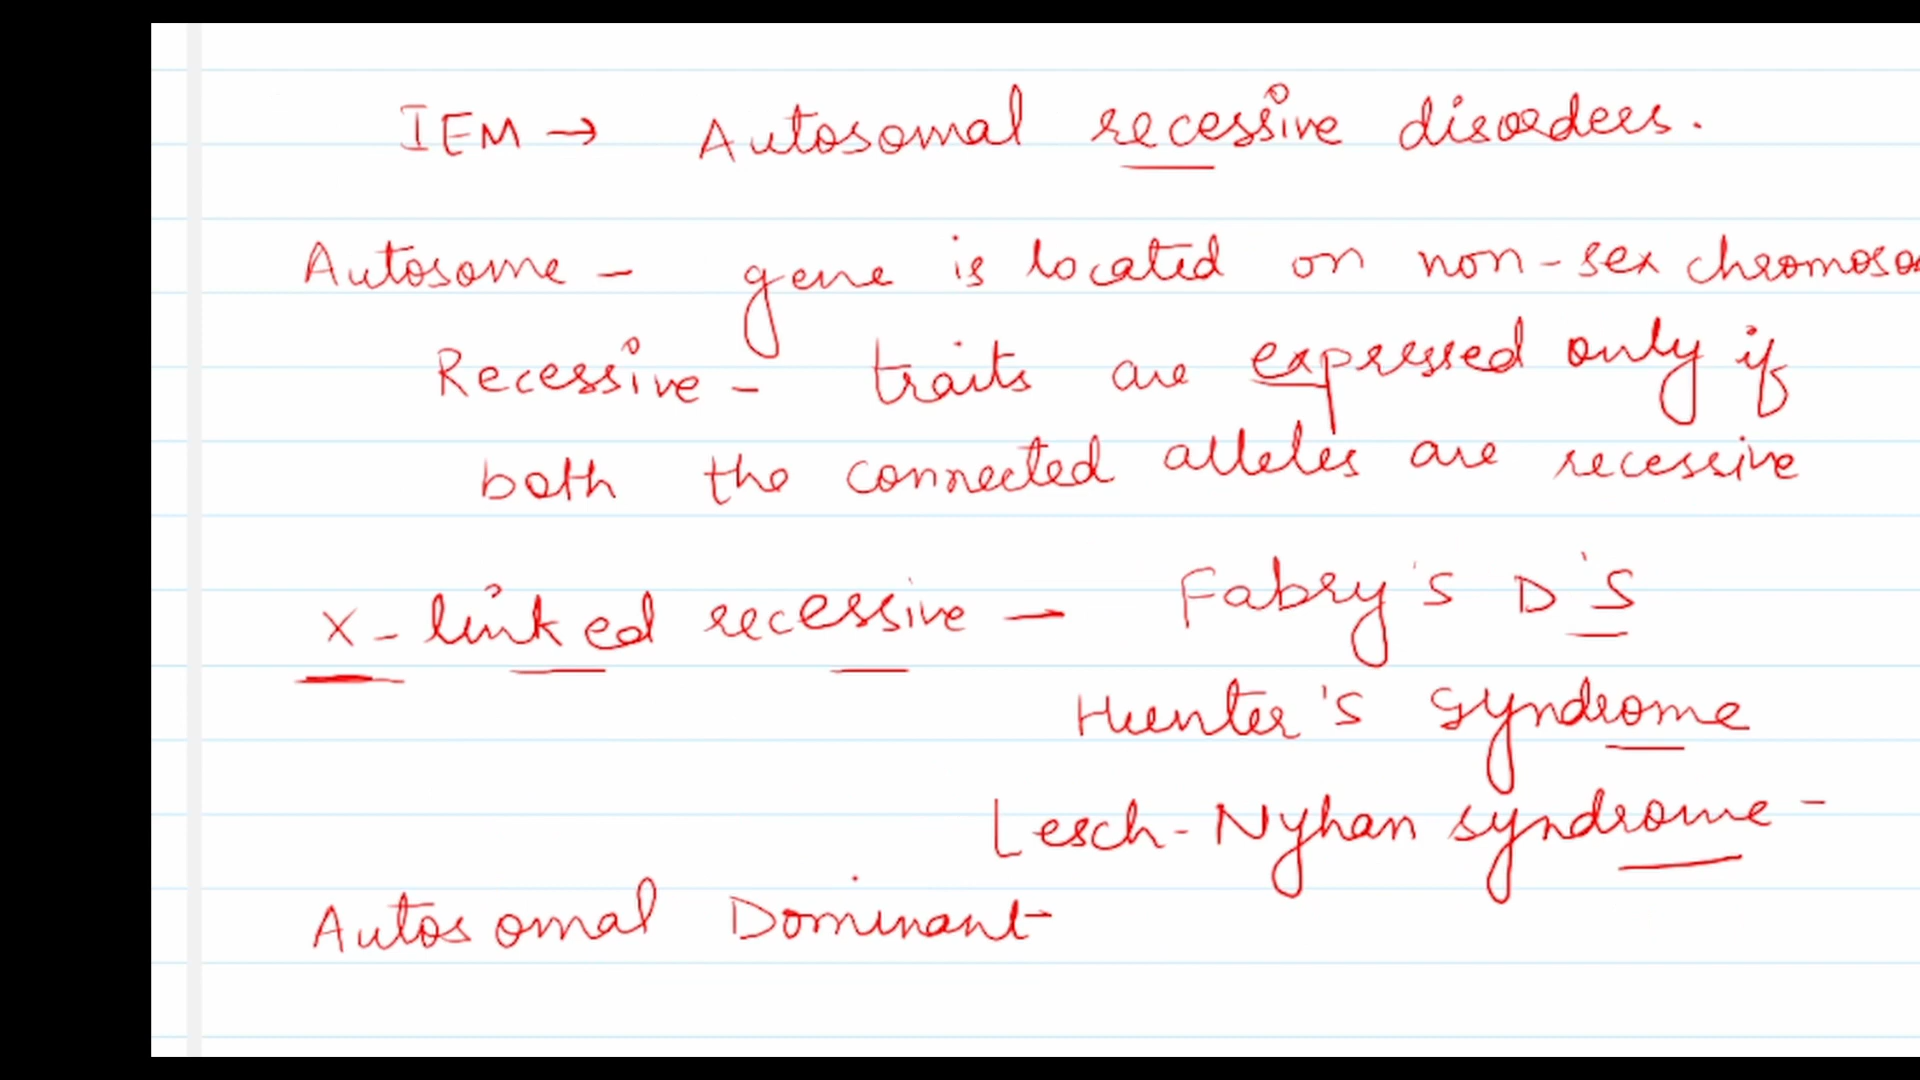 IEM → Autosomal recessive disorders.
Autosome - gene is located on non-sex chromoso
Recessive - traits are expressed only if
both the connected alleles are recessive
X-linked recessive - Fabry's D'S
Hunter's syndrome
Lesch-Nyhan syndrome -
Autosomal Dominant